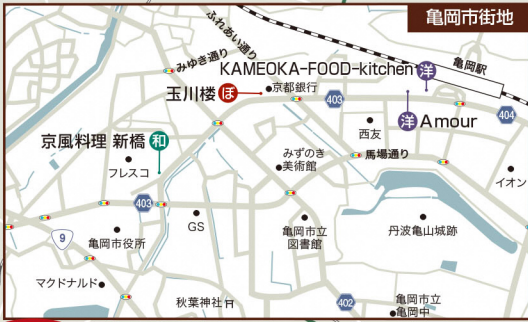 亀岡市街地
ふれあい通り
みゆき通り
KAMEOKA-FOOD-kitchen 洋
亀岡駅
玉川楼 ぼ
京都銀行
403
404
洋 Amour
西友
京風料理 新橋 和
フレスコ
みずのき
美術館
馬場通り
イオン
403
GS
9
亀岡市役所
亀岡市立
図書館
丹波亀山城跡
マクドナルド
秋葉神社
402
亀岡市立
亀岡中